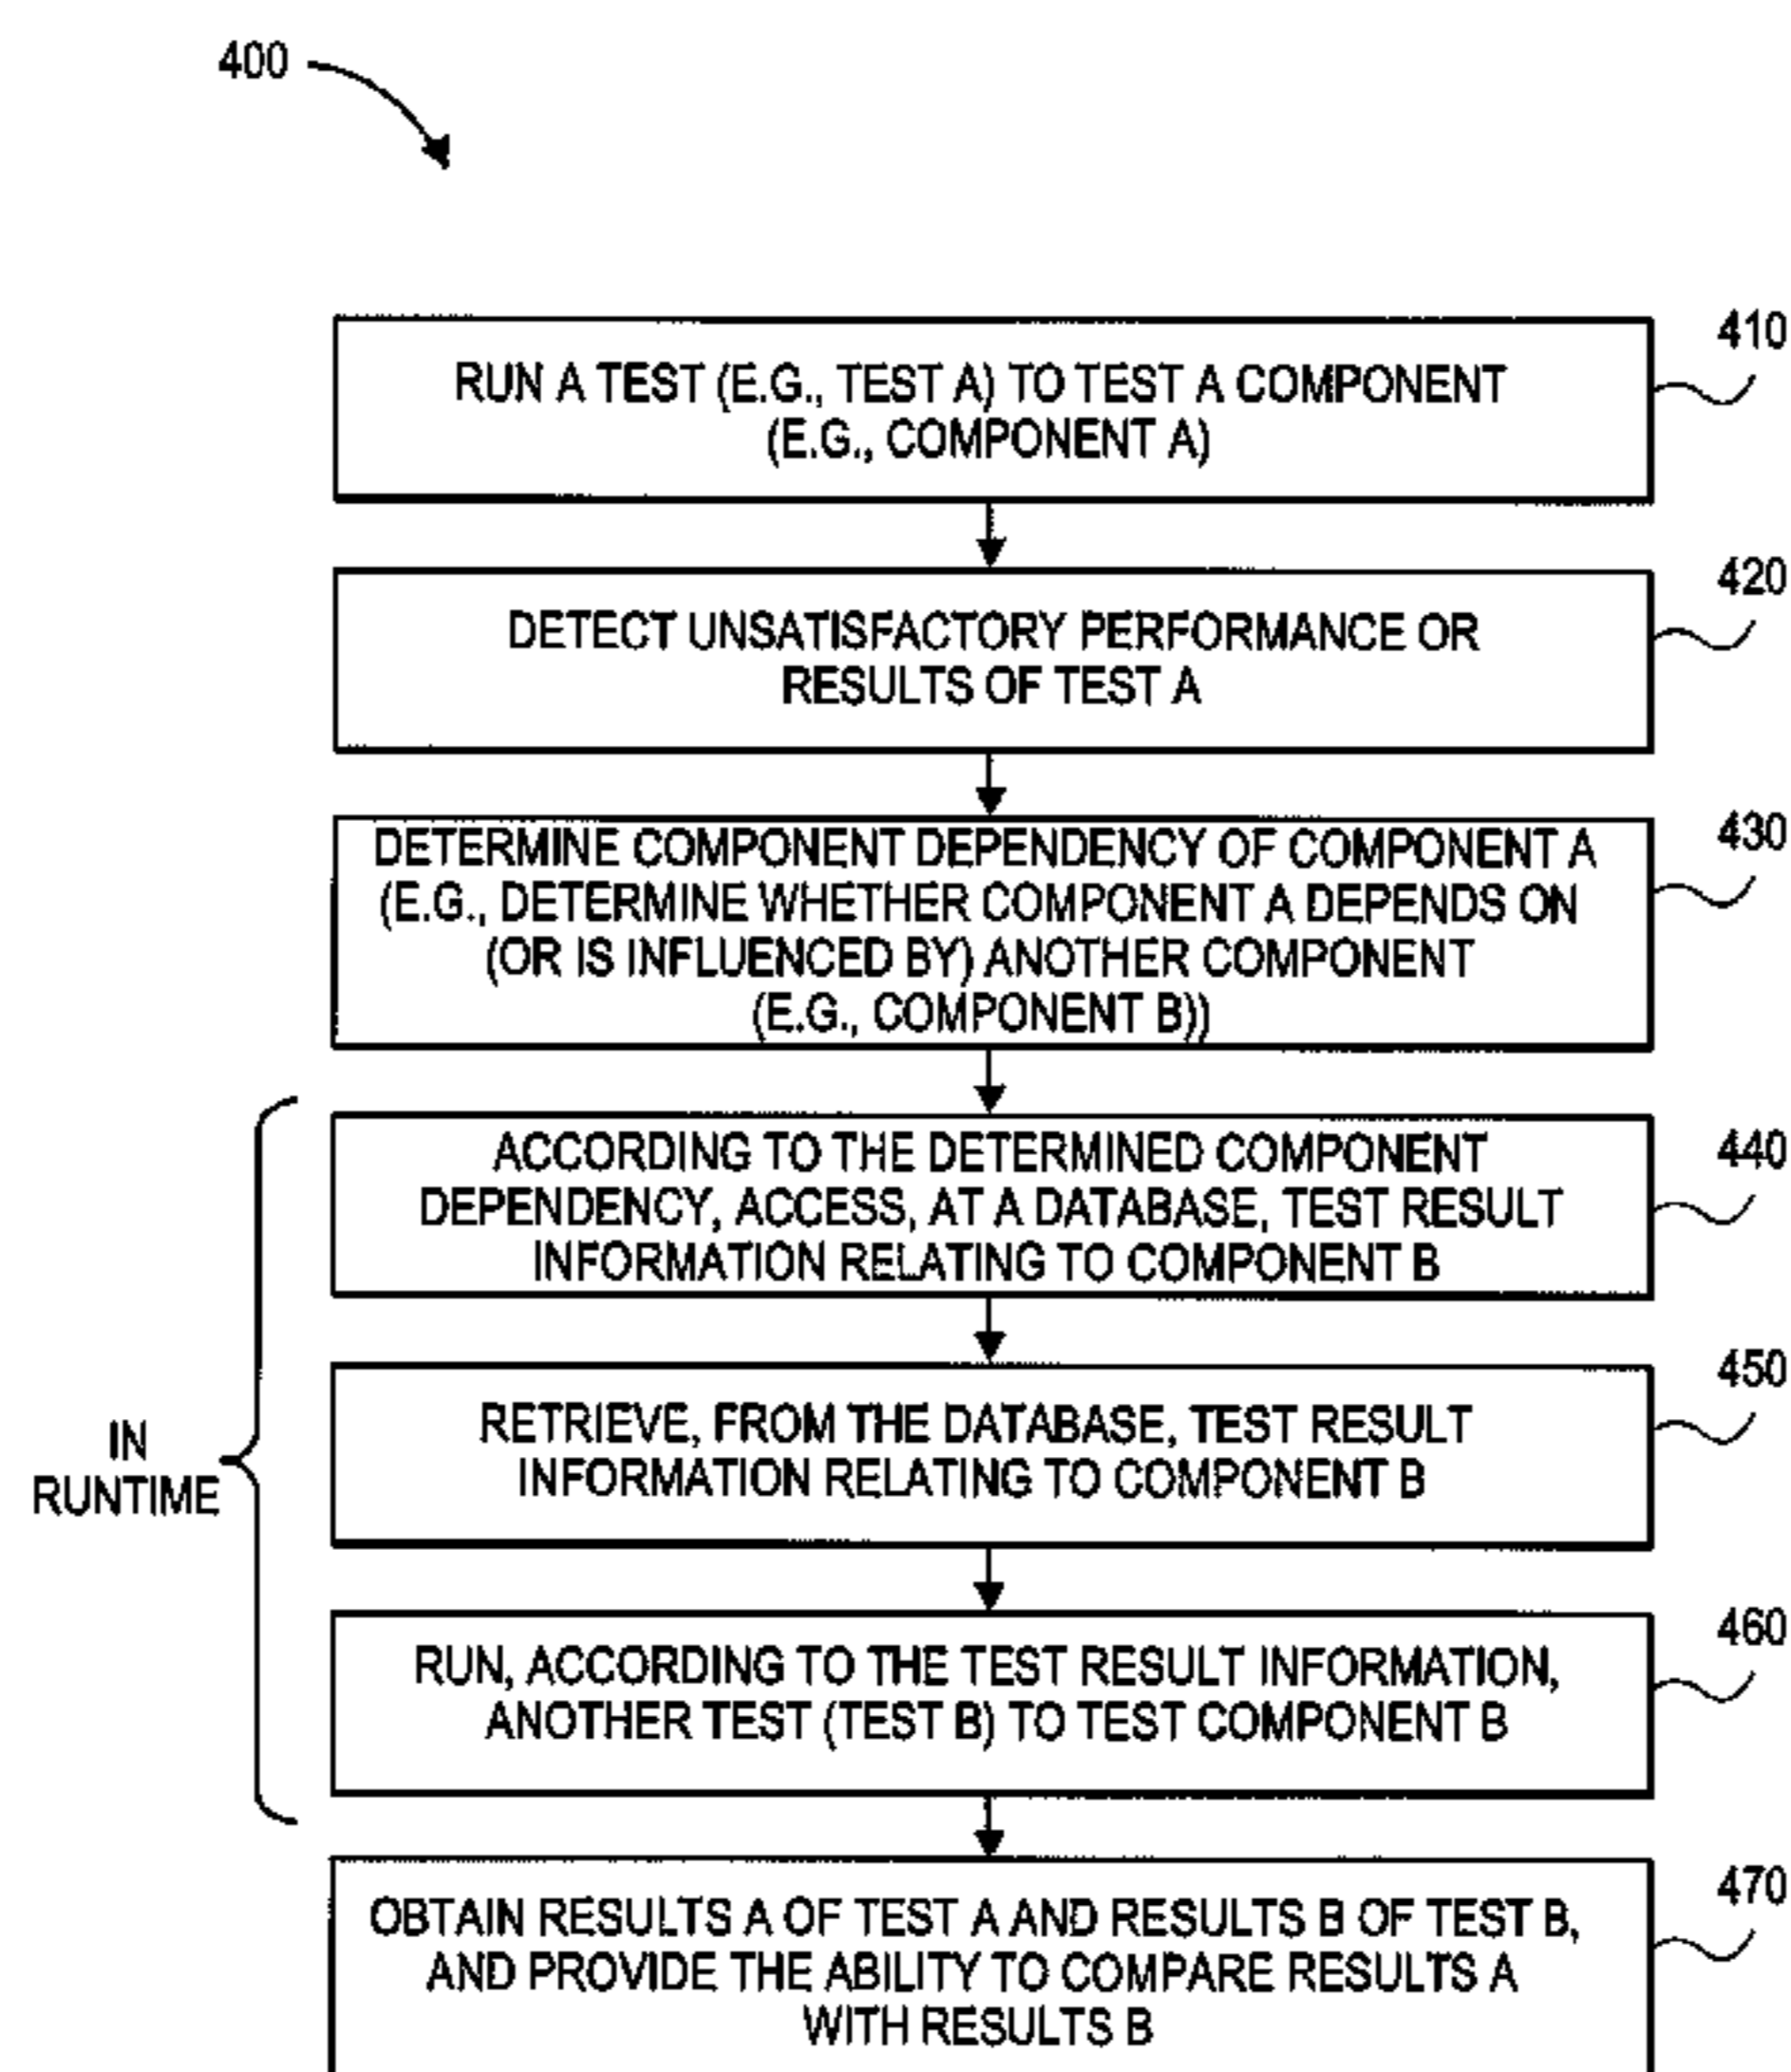 400
410
RUN A TEST (E.G., TEST A) TO TEST A COMPONENT
(E.G., COMPONENT A)
420
DETECT UNSATISFACTORY PERFORMANCE OR
RESULTS OF TEST A
430
DETERMINE COMPONENT DEPENDENCY OF COMPONENT A
(E.G., DETERMINE WHETHER COMPONENT A DEPENDS ON
(OR IS INFLUENCED BY) ANOTHER COMPONENT
(E.G., COMPONENT B))
IN
RUNTIME
440
ACCORDING TO THE DETERMINED COMPONENT
DEPENDENCY, ACCESS, AT A DATABASE, TEST RESULT
INFORMATION RELATING TO COMPONENT B
450
RETRIEVE, FROM THE DATABASE, TEST RESULT
INFORMATION RELATING TO COMPONENT B
460
RUN, ACCORDING TO THE TEST RESULT INFORMATION,
ANOTHER TEST (TEST B) TO TEST COMPONENT B
470
OBTAIN RESULTS A OF TEST A AND RESULTS B OF TEST B,
AND PROVIDE THE ABILITY TO COMPARE RESULTS A
WITH RESULTS B